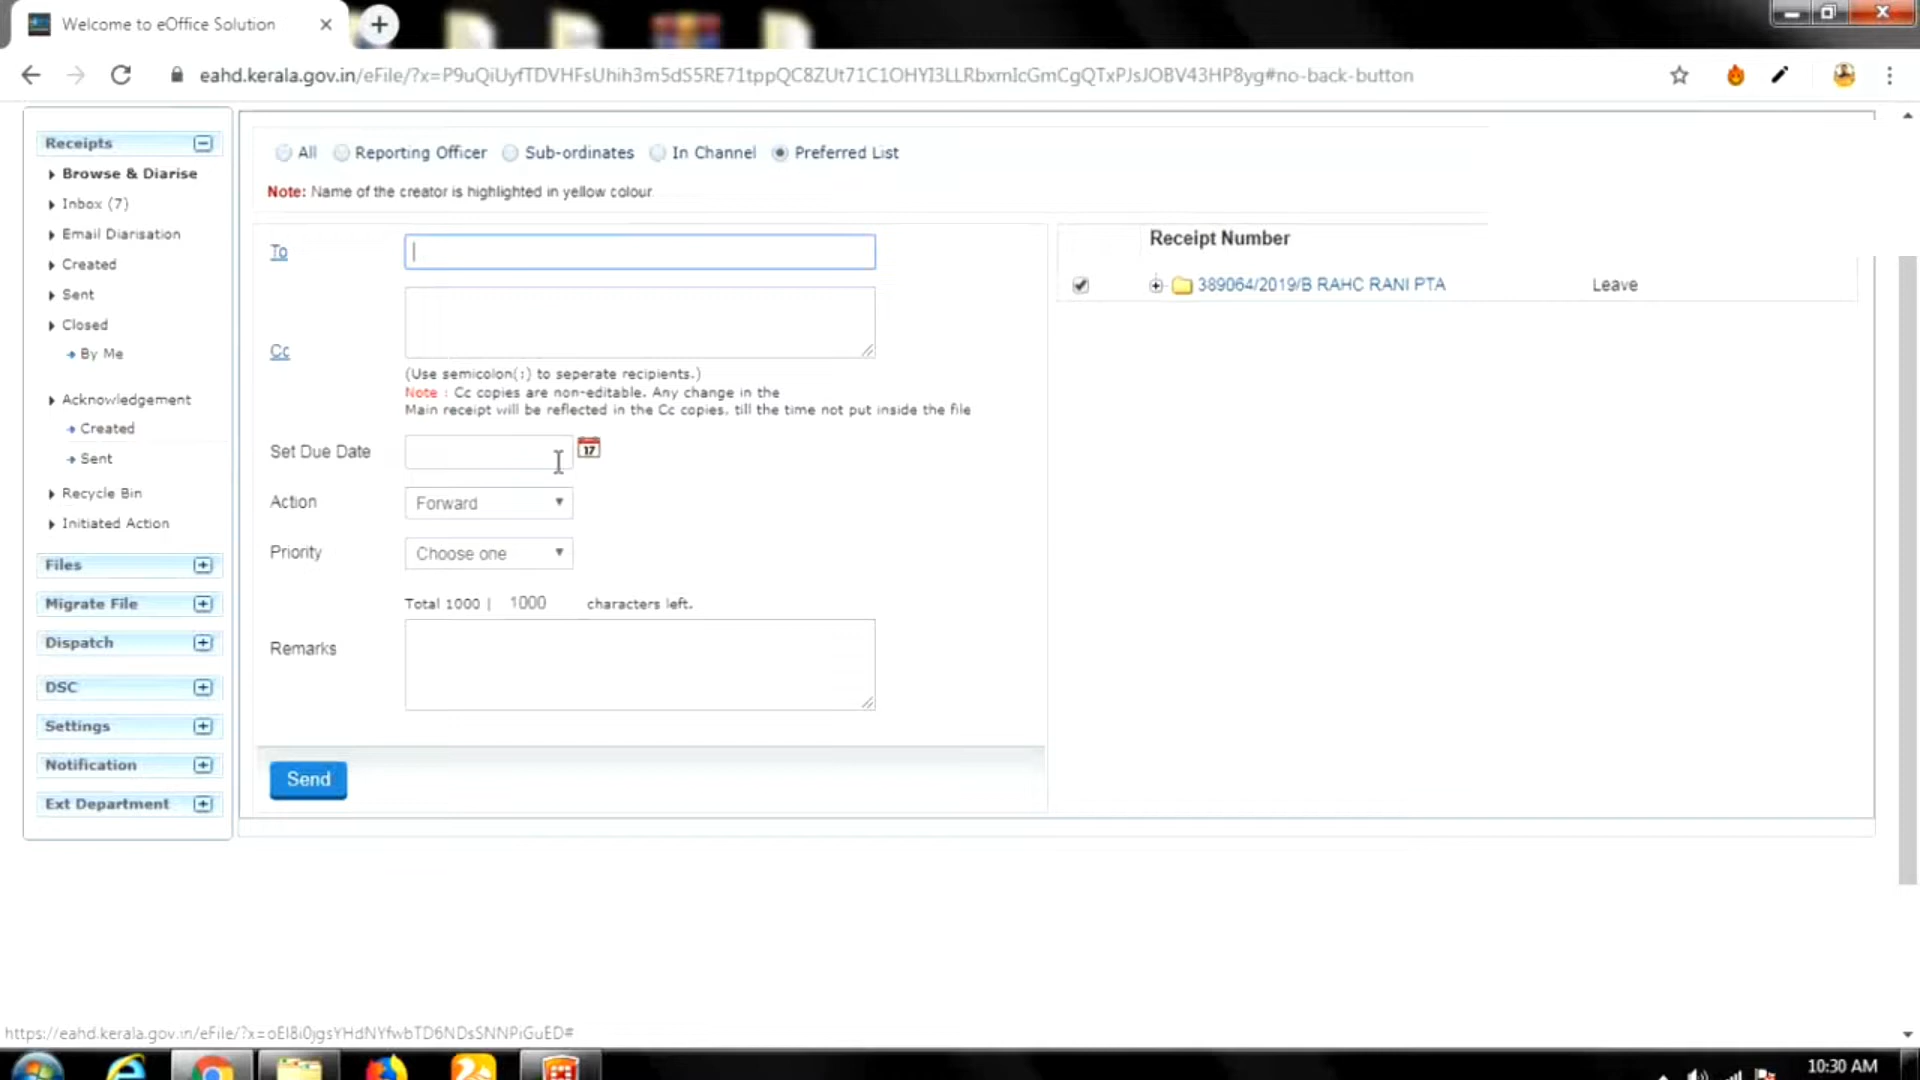 Welcome to eOffice Solution
eahd.kerala.gov.in/eFile/?x=P9uQiUyfTDVHFsUhih3m5dS5RE71tppQC8ZUt71C1OHYI3LLRbxmIcGmCgQTxPJsJOBV43HP8yg#no-back-button
Receipts
Browse & Diarise
Inbox (7)
Email Diarisation
Created
Sent
Closed
By Me
Acknowledgement
Created
Sent
Recycle Bin
Initiated Action
Files
Migrate File
Dispatch
DSC
Settings
Notification
Ext Department
All Reporting Officer Sub-ordinates In Channel Preferred List
Note: Name of the creator is highlighted in yellow colour.
To
Cc
(Use semicolon(;) to seperate recipients.)
Note : Cc copies are non-editable. Any change in the
Main receipt will be reflected in the Cc copies, till the time not put inside the file
Set Due Date
17
Action Forward
Priority Choose one
Total 1000 | 1000 characters left.
Remarks
Send
Receipt Number
389064/2019/B RAHC RANI PTA Leave
https://eahd.kerala.gov.in/eFile/?x=oEl8i0jgsYHdNYfwbTD6NDsSNNPiGuED#
10:30 AM